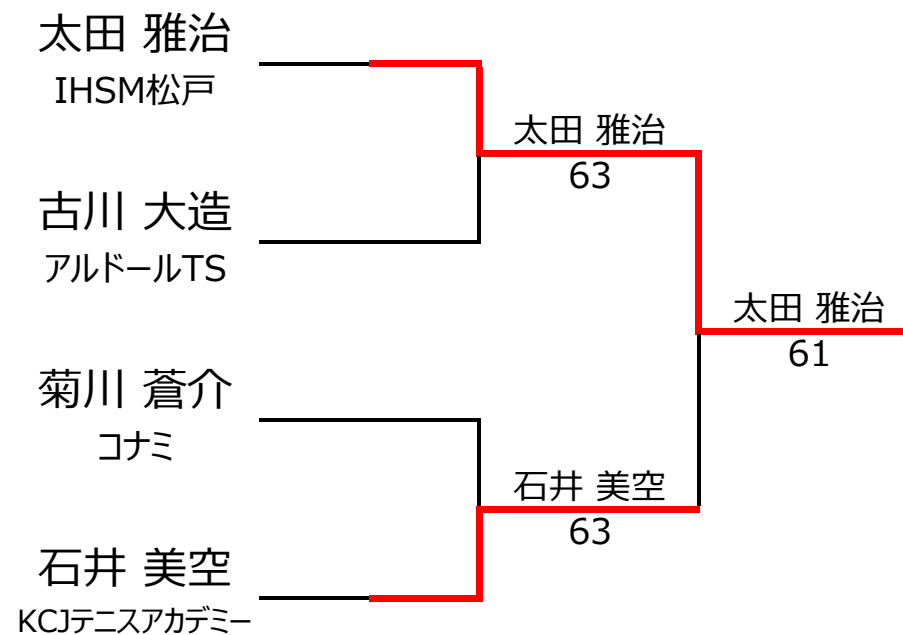 太田 雅治
IHSM松戸
古川 大造
アルドールTS
菊川 蒼介
コナミ
石井 美空
KCJテニスアカデミー
太田 雅治
63
石井 美空
63
太田 雅治
61